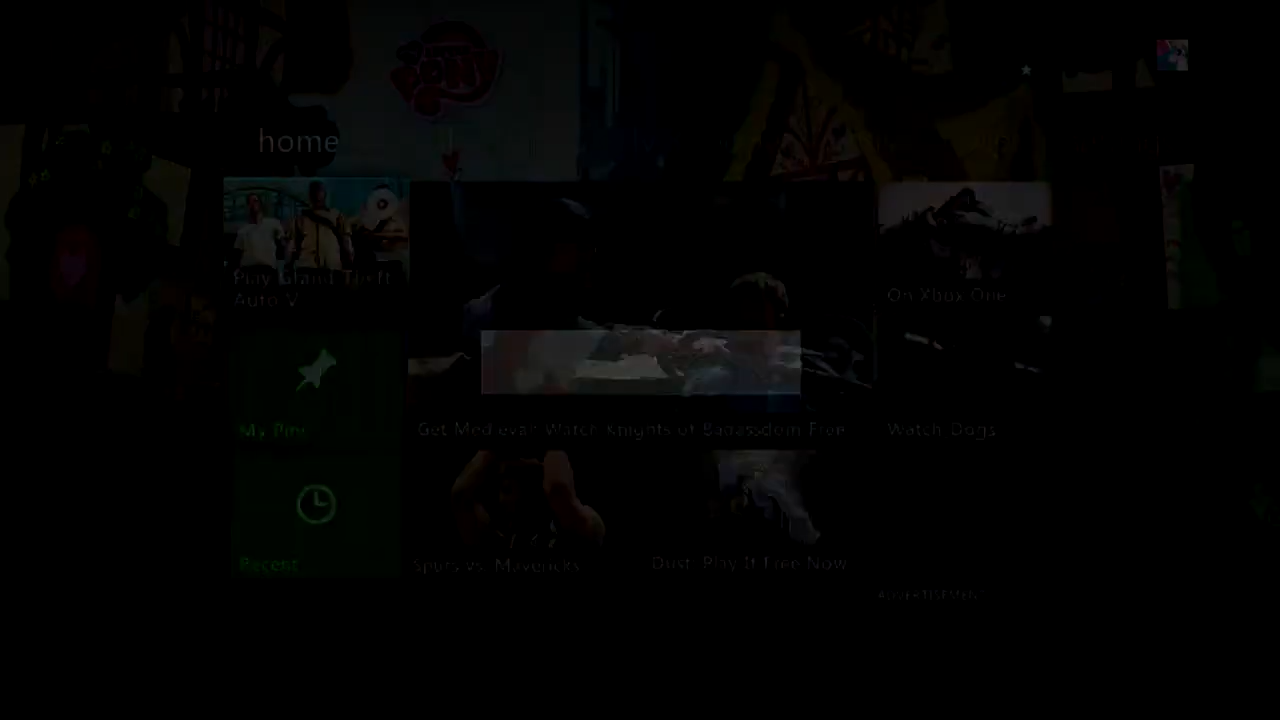 PONY
home
Play Grand Theft
Auto V
On Xbox One
My Pins
Get Medieval: Watch Knights of Badassdom Free
Watch Dogs
Recent
Spurs vs. Mavericks
Dust: Play It Free Now
ADVERTISEMENT